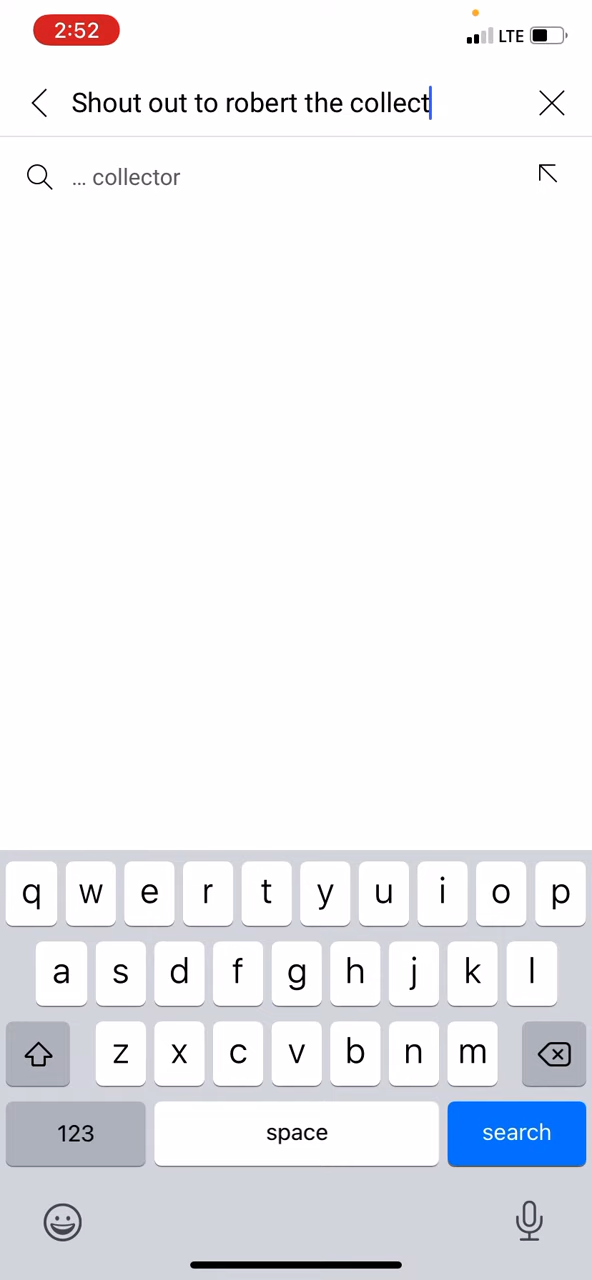 2:52 LTE
Shout out to robert the collect
... collector
q w e r t y u i o p
a s d f g h j k l
z x c v b n m
123 space search